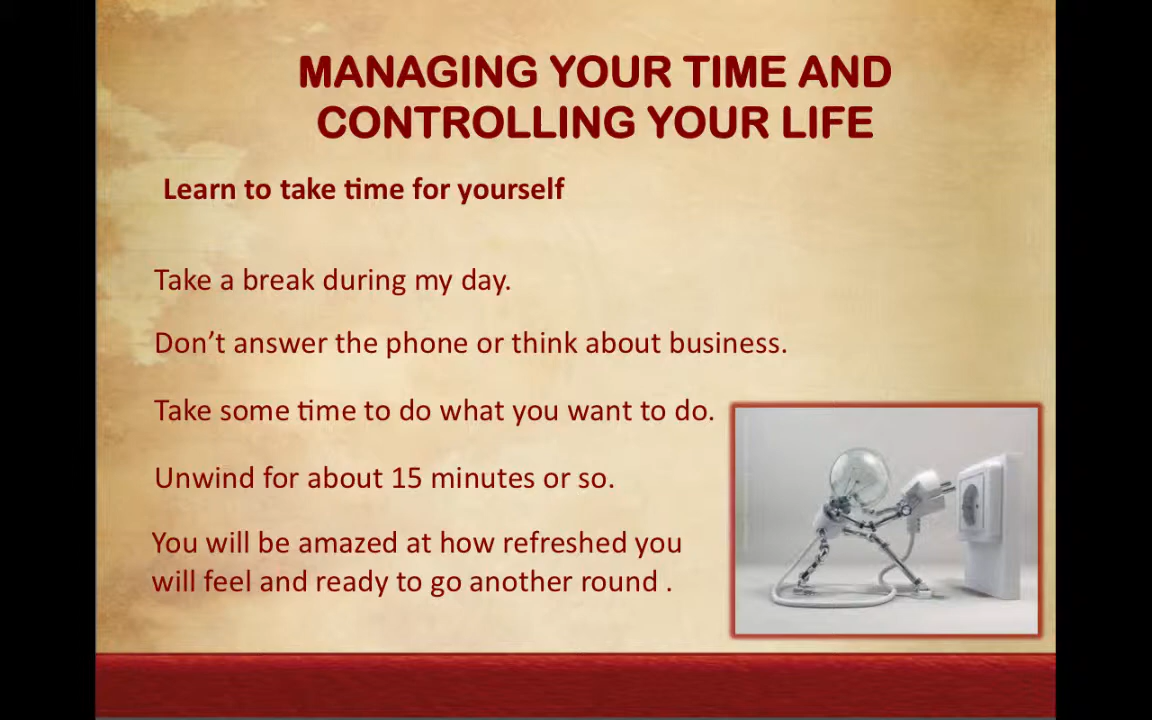 MANAGING YOUR TIME AND
CONTROLLING YOUR LIFE
Learn to take time for yourself
Take a break during my day.
Don’t answer the phone or think about business.
Take some time to do what you want to do.
Unwind for about 15 minutes or so.
You will be amazed at how refreshed you
will feel and ready to go another round .